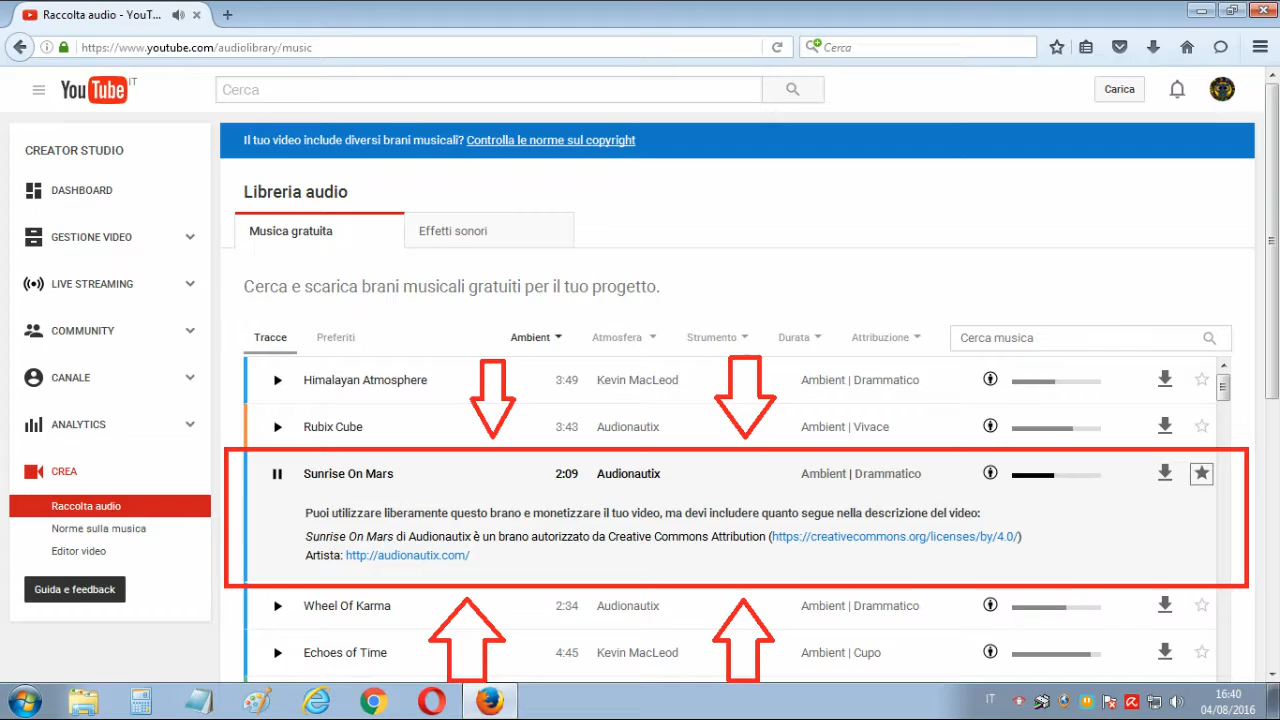 Raccolta audio - YouT...
https://www.youtube.com/audiolibrary/music
Cerca
YouTube IT
Cerca
Carica
CREATOR STUDIO
DASHBOARD
GESTIONE VIDEO
LIVE STREAMING
COMMUNITY
CANALE
ANALYTICS
CREA
Raccolta audio
Norme sulla musica
Editor video
Guida e feedback
Il tuo video include diversi brani musicali? Controlla le norme sul copyright
Libreria audio
Musica gratuita Effetti sonori
Cerca e scarica brani musicali gratuiti per il tuo progetto.
Tracce Preferiti Ambient Atmosfera Strumento Durata Attribuzione Cerca musica
Himalayan Atmosphere 3:49 Kevin MacLeod Ambient | Drammatico
Rubix Cube 3:43 Audionautix Ambient | Vivace
Sunrise On Mars 2:09 Audionautix Ambient | Drammatico
Puoi utilizzare liberamente questo brano e monetizzare il tuo video, ma devi includere quanto segue nella descrizione del video:
Sunrise On Mars di Audionautix è un brano autorizzato da Creative Commons Attribution (https://creativecommons.org/licenses/by/4.0/)
Artista: http://audionautix.com/
Wheel Of Karma 2:34 Audionautix Ambient | Drammatico
Echoes of Time 4:45 Kevin MacLeod Ambient | Cupo
IT
16:40
04/08/2016